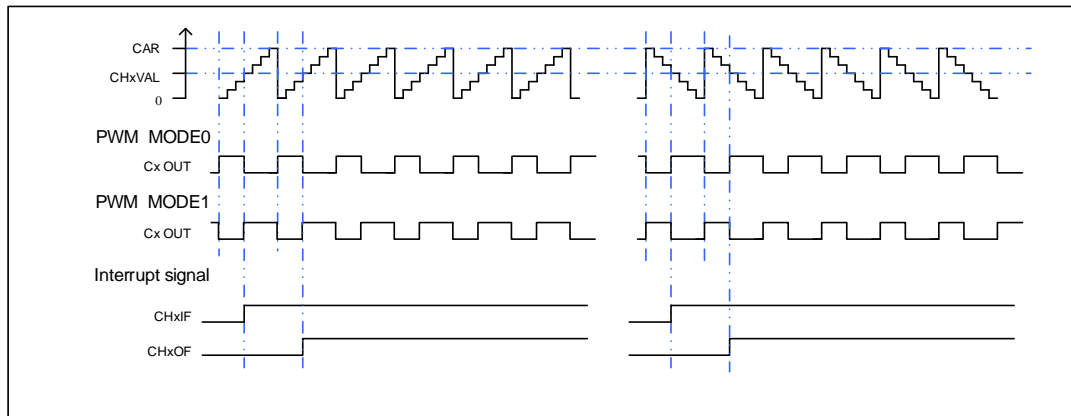 CAR
CHxVAL
0
PWM MODE0
Cx OUT
PWM MODE1
Cx OUT
Interrupt signal
CHxIF
CHxOF